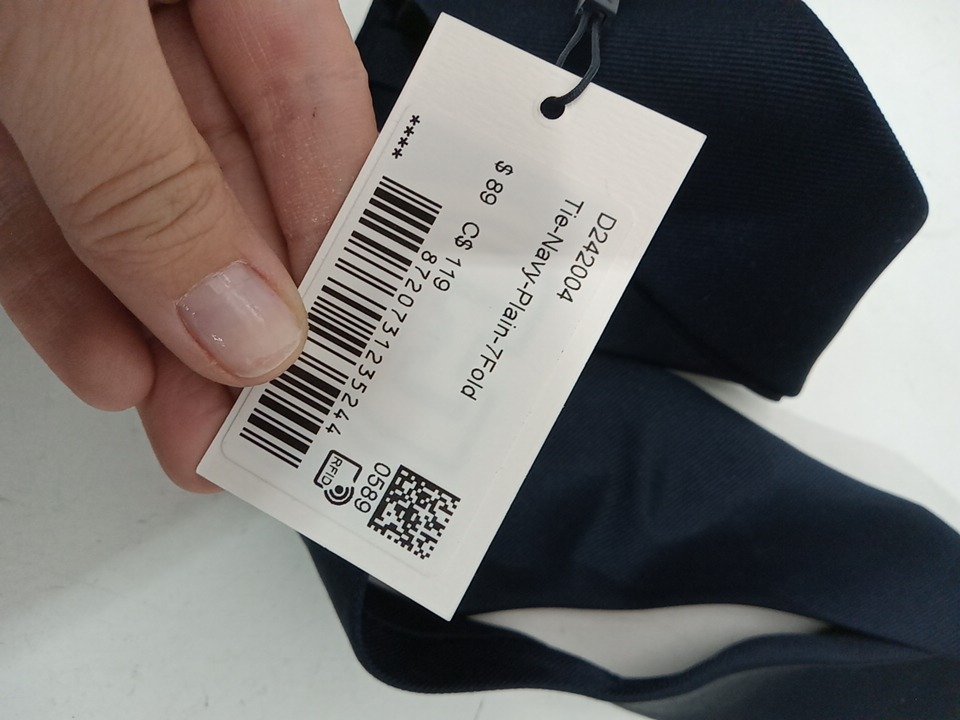 D242004
Tie-Navy-Plain-7Fold
$ 89 C$ 119
8720731235244
****
0589
RFID